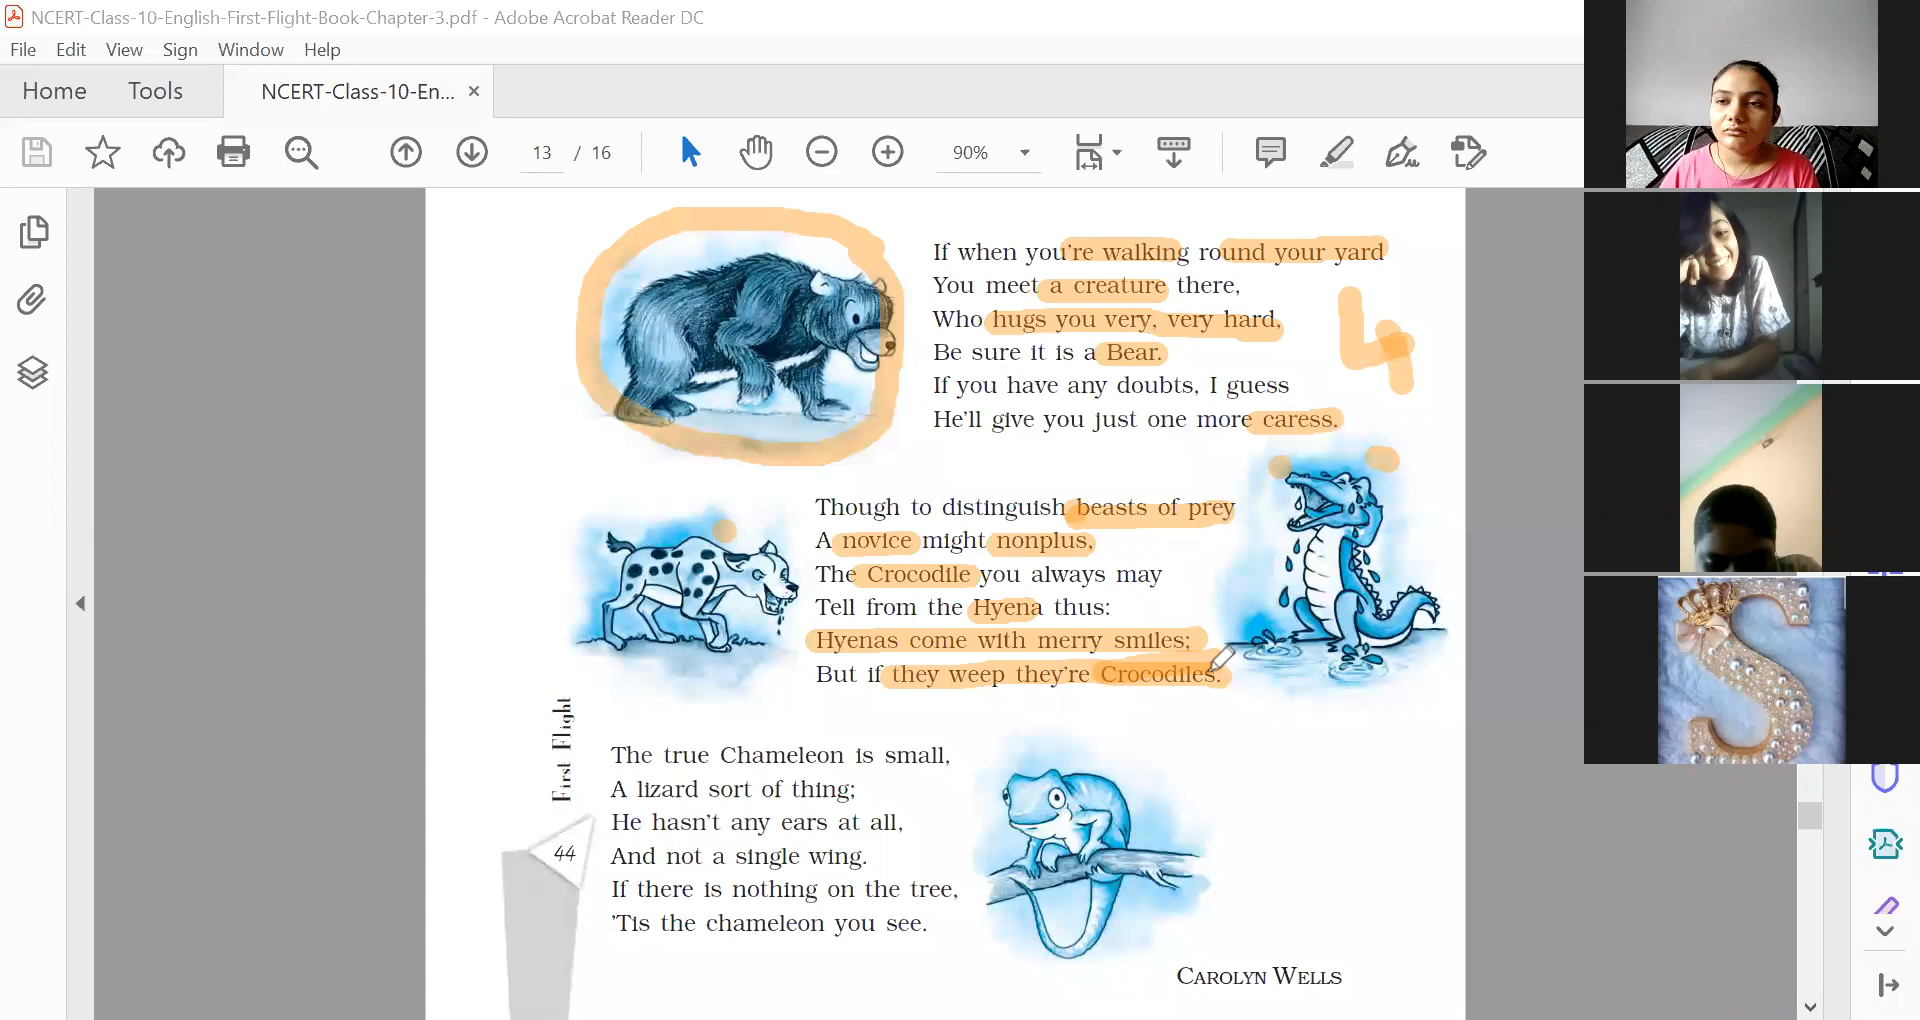 NCERT-Class-10-English-First-Flight-Book-Chapter-3.pdf - Adobe Acrobat Reader DC
File Edit View Sign Window Help
Home Tools NCERT-Class-10-En... ×
13 / 16 90%
If when you're walking round your yard
You meet a creature there,
Who hugs you very, very hard,
Be sure it is a Bear.
If you have any doubts, I guess
He'll give you just one more caress.
4
Though to distinguish beasts of prey
A novice might nonplus,
The Crocodile you always may
Tell from the Hyena thus:
Hyenas come with merry smiles;
But if they weep they're Crocodiles.
First Flight
44
The true Chameleon is small,
A lizard sort of thing;
He hasn't any ears at all,
And not a single wing.
If there is nothing on the tree,
'Tis the chameleon you see.
CAROLYN WELLS
S